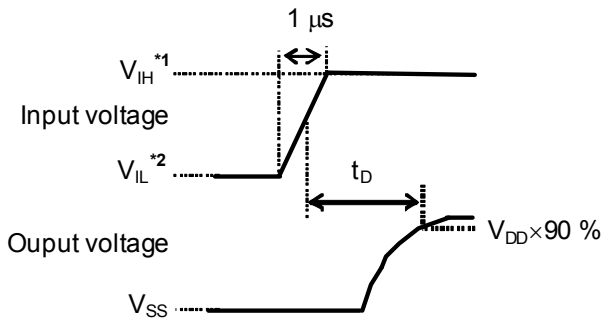 1 μs
V_IH*1
Input voltage
V_IL*2
t_D
Ouput voltage
V_DD×90 %
V_SS